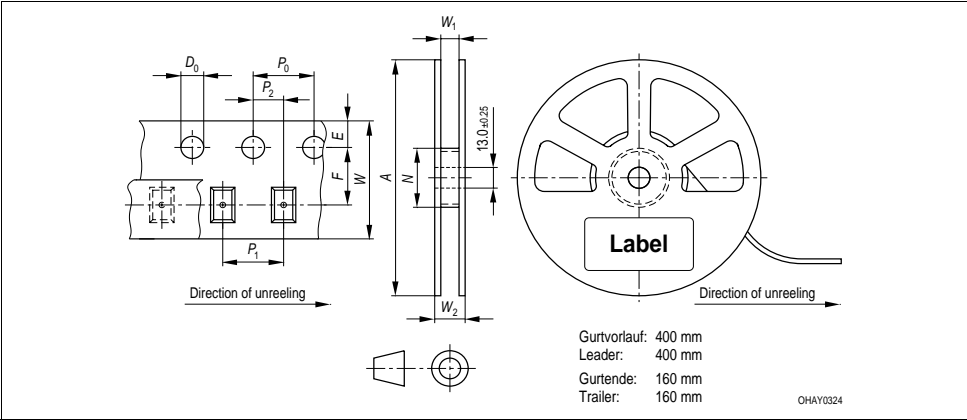 W1
D0
P0
P2
E
F
W
P1
A
N
13.0±0.25
W2
Label
Direction of unreeling
Direction of unreeling
Gurtvorlauf: 400 mm
Leader: 400 mm
Gurtende: 160 mm
Trailer: 160 mm
OHAY0324